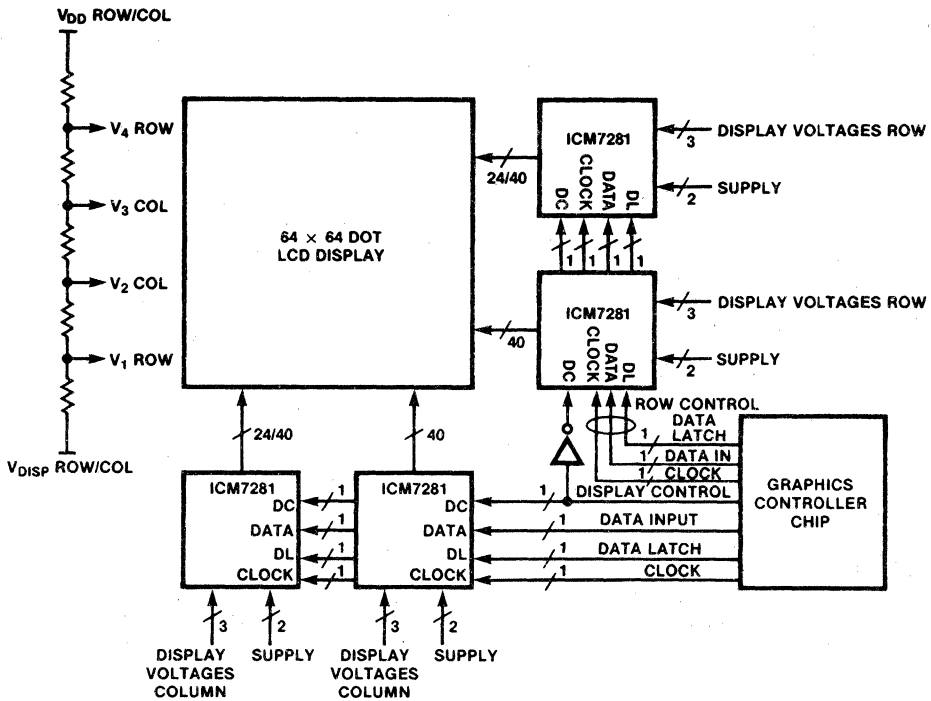 VDD ROW/COL
V4 ROW
V3 COL
V2 COL
V1 ROW
VDISP ROW/COL
64 × 64 DOT
LCD DISPLAY
24/40
40
24/40
40
ICM7281
DC
CLOCK
DATA
DL
DISPLAY VOLTAGES ROW
3
SUPPLY
2
1
1
1
1
ICM7281
DC
CLOCK
DATA
DL
DISPLAY VOLTAGES ROW
3
SUPPLY
2
ROW CONTROL
DATA
LATCH
1
DATA IN
1
CLOCK
1
DISPLAY CONTROL
1
DATA INPUT
1
DATA LATCH
1
CLOCK
1
GRAPHICS
CONTROLLER
CHIP
ICM7281
DC
DATA
DL
CLOCK
1
1
1
1
ICM7281
DC
DATA
DL
CLOCK
3
2
3
2
DISPLAY
VOLTAGES
COLUMN
SUPPLY
DISPLAY
VOLTAGES
COLUMN
SUPPLY